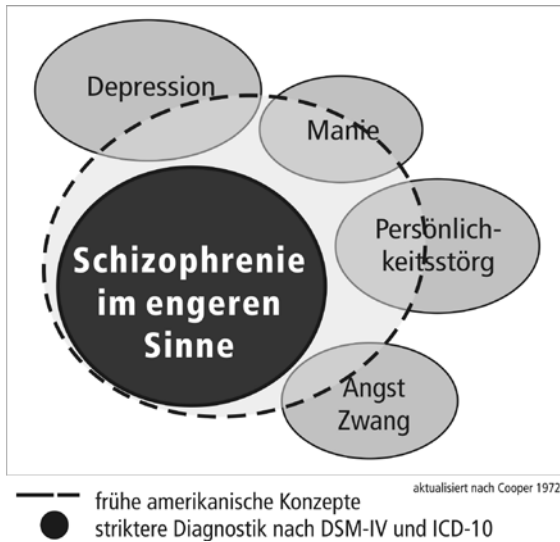 Depression
Manie
Persönlich-
keitsstörg
Schizophrenie
im engeren
Sinne
Angst
Zwang
aktualisiert nach Cooper 1972
frühe amerikanische Konzepte
striktere Diagnostik nach DSM-IV und ICD-10